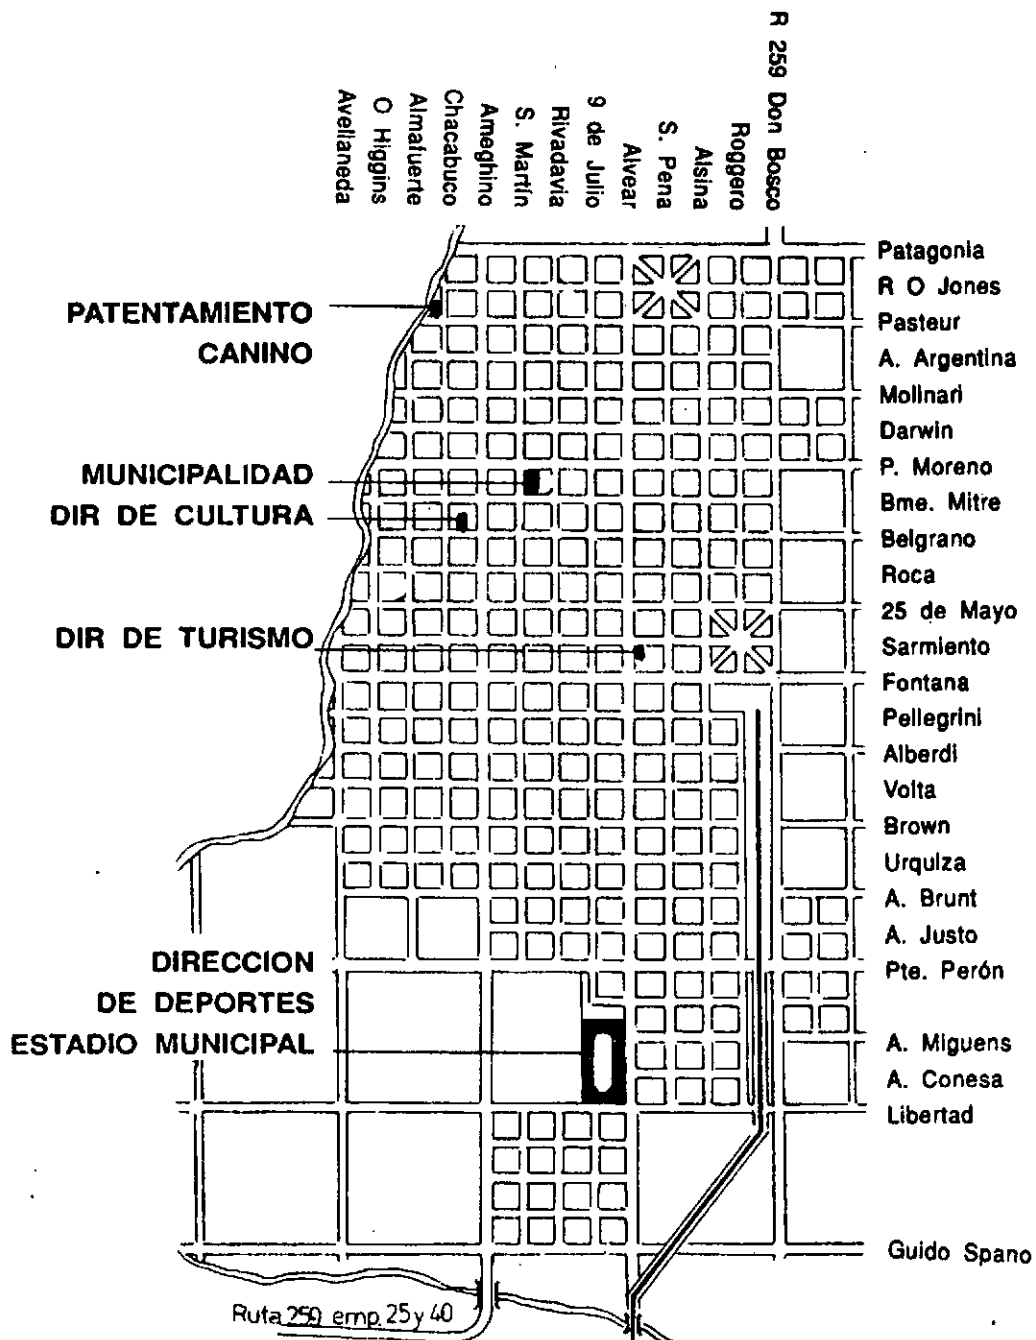 R 259 Don Bosco
Roggero
Alsina
S. Pena
Alvear
9 de Julio
Rivadavia
S. Martín
Ameghino
Chacabuco
Almafuerte
O Higgins
Avellaneda
Patagonia
R O Jones
Pasteur
A. Argentina
Molinari
Darwin
P. Moreno
Bme. Mitre
Belgrano
Roca
25 de Mayo
Sarmiento
Fontana
Pellegrini
Alberdi
Volta
Brown
Urquiza
A. Brunt
A. Justo
Pte. Perón
A. Miguens
A. Conesa
Libertad
Guido Spano
PATENTAMIENTO
CANINO
MUNICIPALIDAD
DIR DE CULTURA
DIR DE TURISMO
DIRECCION
DE DEPORTES
ESTADIO MUNICIPAL
Ruta 259 emp. 25 y 40